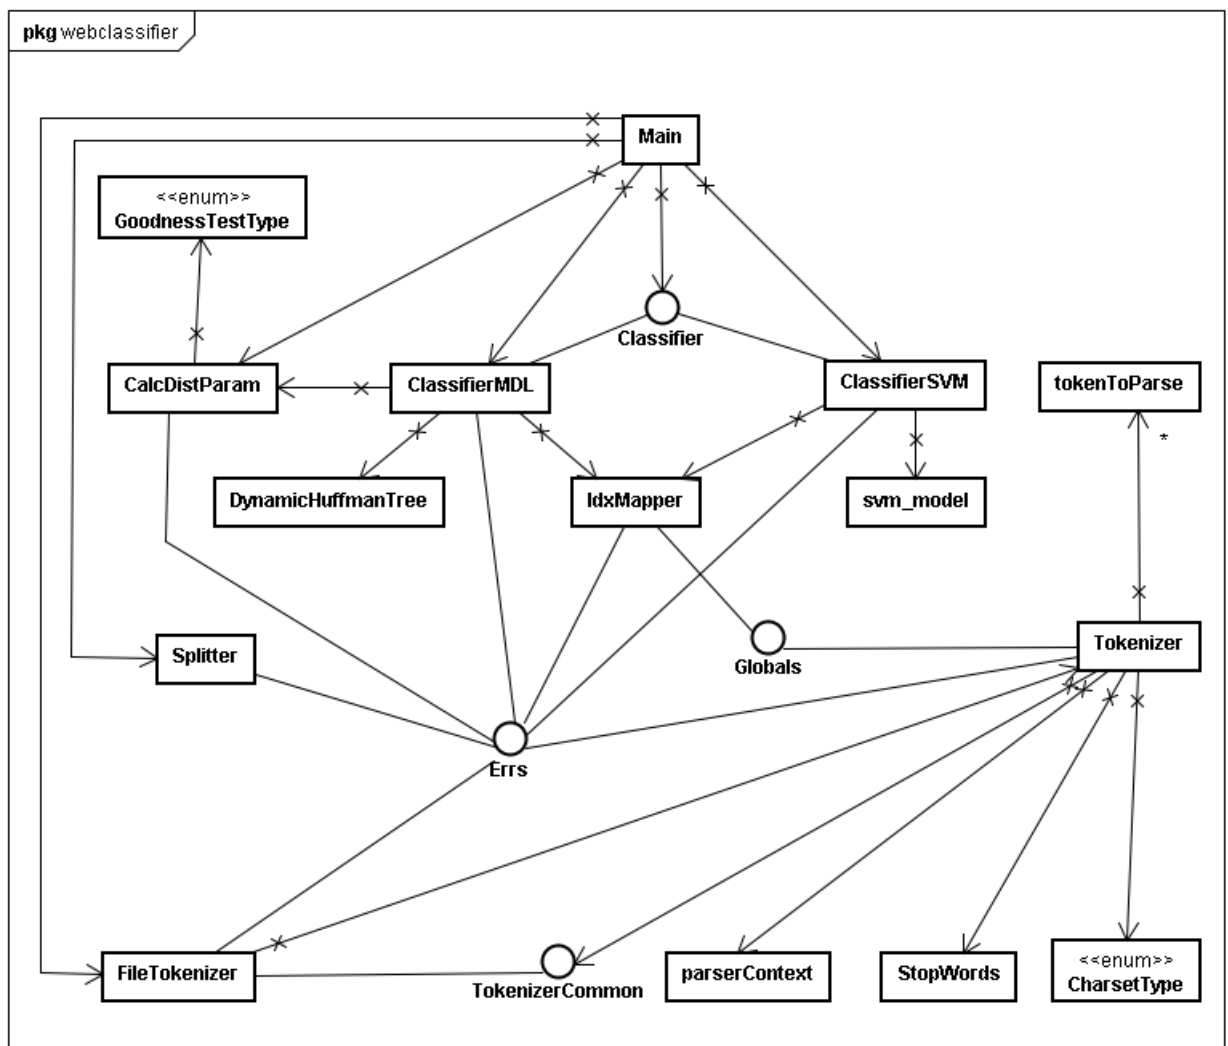 pkg webclassifier
Main
<<enum>>
GoodnessTestType
Classifier
CalcDistParam
ClassifierMDL
ClassifierSVM
tokenToParse
*
DynamicHuffmanTree
IdxMapper
svm_model
Splitter
Globals
Tokenizer
Errs
FileTokenizer
TokenizerCommon
parserContext
StopWords
<<enum>>
CharsetType